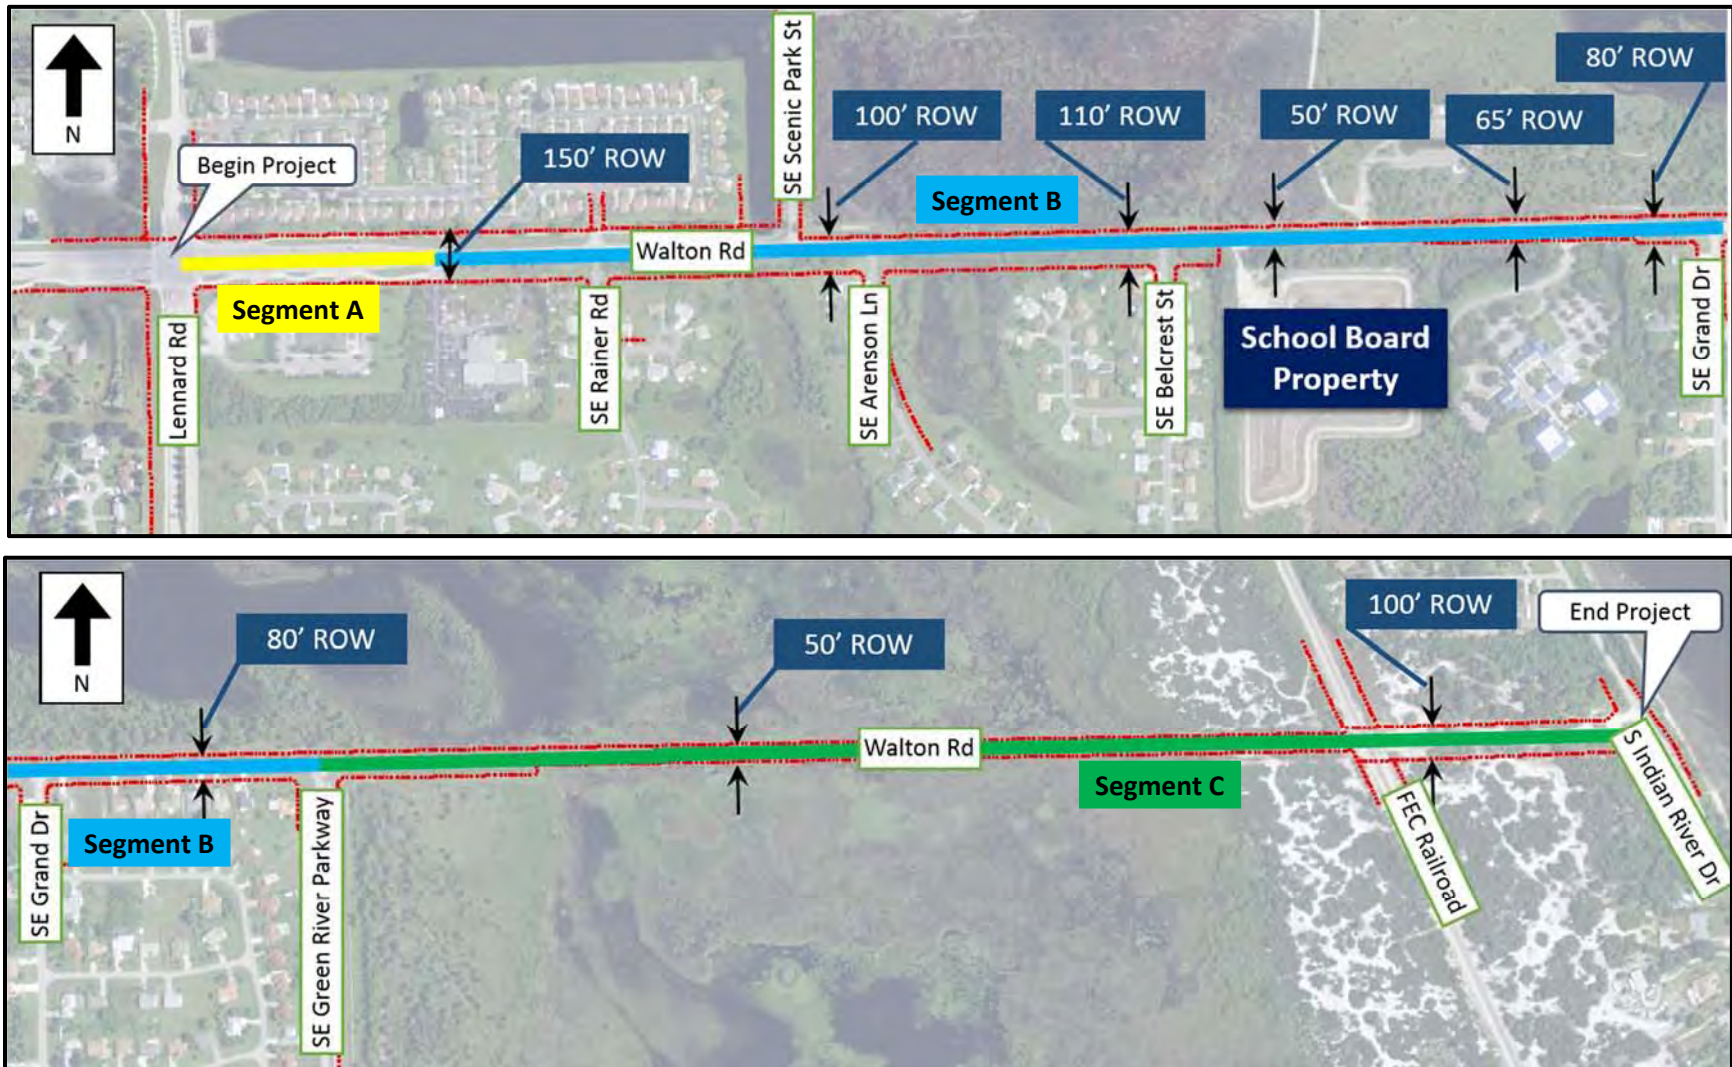 N
Begin Project
150' ROW
SE Scenic Park St
100' ROW
110' ROW
50' ROW
65' ROW
80' ROW
Segment B
Walton Rd
Segment A
Lennard Rd
SE Rainer Rd
SE Arenson Ln
SE Belcrest St
School Board
Property
SE Grand Dr
N
80' ROW
50' ROW
100' ROW
End Project
Walton Rd
Segment C
Segment B
SE Grand Dr
SE Green River Parkway
FEC Railroad
S Indian River Dr